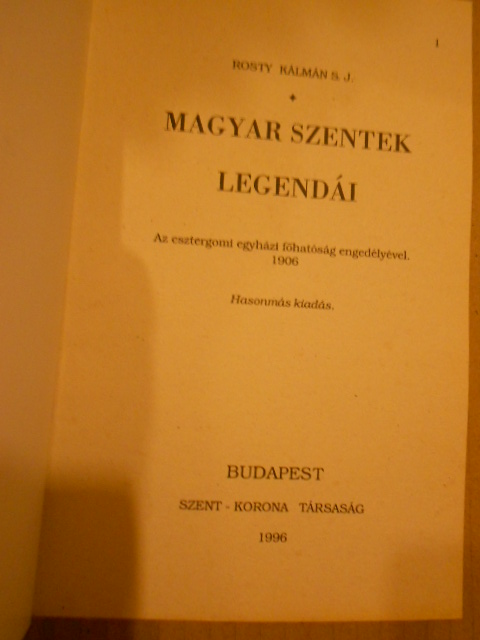 1
ROSTY KÁLMÁN S. J.
MAGYAR SZENTEK
LEGENDÁI
Az esztergomi egyházi főhatóság engedélyével.
1906
Hasonmás kiadás.
BUDAPEST
SZENT - KORONA TÁRSASÁG
1996